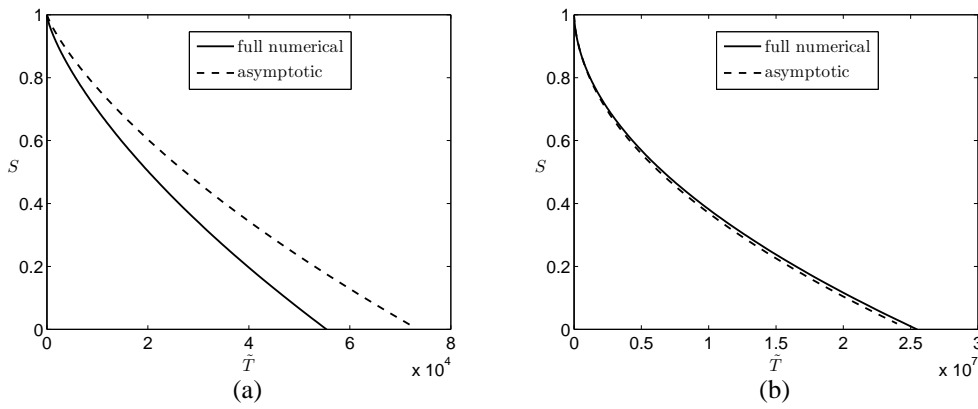 full numerical
asymptotic
1
0.8
0.6
0.4
0.2
0
S
0 2 4 6 8
x 10^4
T̃
(a)
full numerical
asymptotic
1
0.8
0.6
0.4
0.2
0
S
0 0.5 1 1.5 2 2.5 3
x 10^7
T̃
(b)